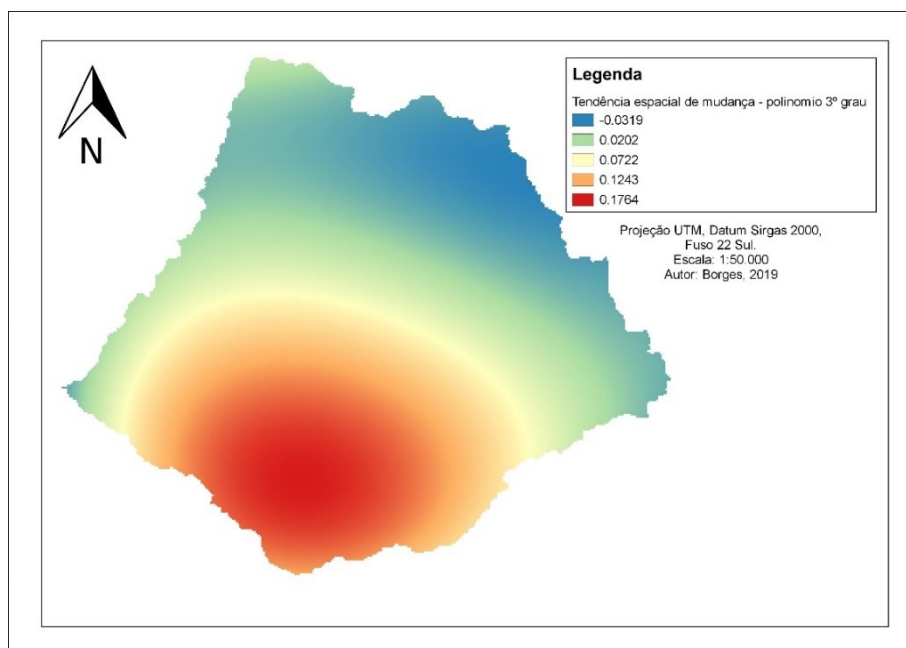 N
Legenda
Tendência espacial de mudança - polinomio 3º grau
-0.0319
0.0202
0.0722
0.1243
0.1764
Projeção UTM, Datum Sirgas 2000,
Fuso 22 Sul.
Escala: 1:50.000
Autor: Borges, 2019